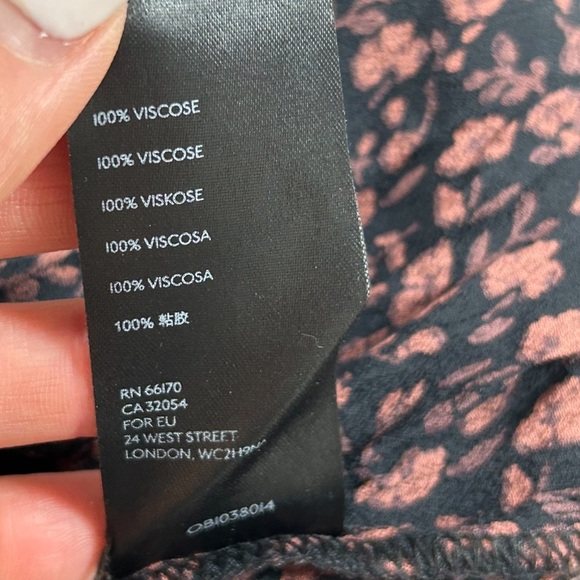 100% VISCOSE
100% VISCOSE
100% VISKOSE
100% VISCOSA
100% VISCOSA
100% 粘胶
RN 66170
CA 32054
FOR EU
24 WEST STREET
LONDON,
OB1038014